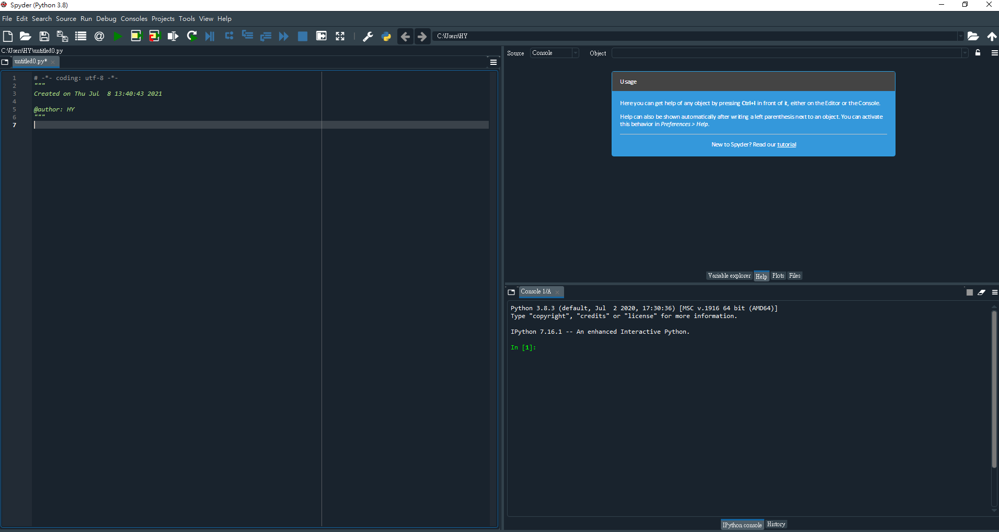 Spyder (Python 3.8)
File Edit Search Source Run Debug Consoles Projects Tools View Help
C:\Users\HY
C:\Users\HY\untitled0.py
untitled0.py*
1 # -*- coding: utf-8 -*-
2 """
3 Created on Thu Jul  8 13:40:43 2021
4
5 @author: HY
6 """
7
Source Console Object
Usage
Here you can get help of any object by pressing Ctrl+I in front of it, either on the Editor or the Console.
Help can also be shown automatically after writing a left parenthesis next to an object. You can activate
this behavior in Preferences > Help.
New to Spyder? Read our tutorial
Variable explorer Help Plots Files
Console 1/A
Python 3.8.3 (default, Jul  2 2020, 17:30:36) [MSC v.1916 64 bit (AMD64)]
Type "copyright", "credits" or "license" for more information.
IPython 7.16.1 -- An enhanced Interactive Python.
In [1]:
IPython console History